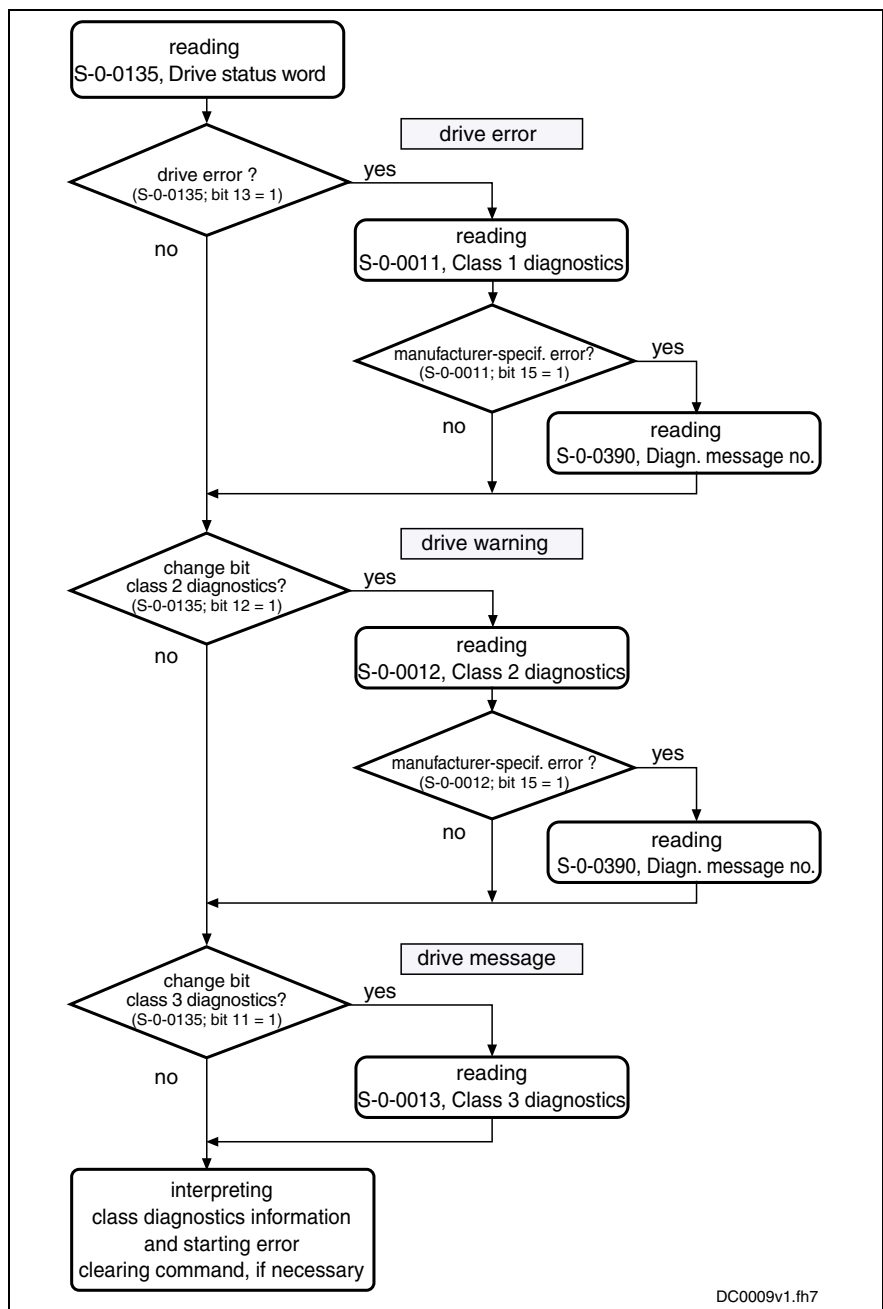 reading
S-0-0135, Drive status word
drive error
drive error ?
(S-0-0135; bit 13 = 1)
yes
no
reading
S-0-0011, Class 1 diagnostics
manufacturer-specif. error?
(S-0-0011; bit 15 = 1)
yes
no
reading
S-0-0390, Diagn. message no.
drive warning
change bit
class 2 diagnostics?
(S-0-0135; bit 12 = 1)
yes
no
reading
S-0-0012, Class 2 diagnostics
manufacturer-specif. error ?
(S-0-0012; bit 15 = 1)
yes
no
reading
S-0-0390, Diagn. message no.
drive message
change bit
class 3 diagnostics?
(S-0-0135; bit 11 = 1)
yes
no
reading
S-0-0013, Class 3 diagnostics
interpreting
class diagnostics information
and starting error
clearing command, if necessary
DC0009v1.fh7